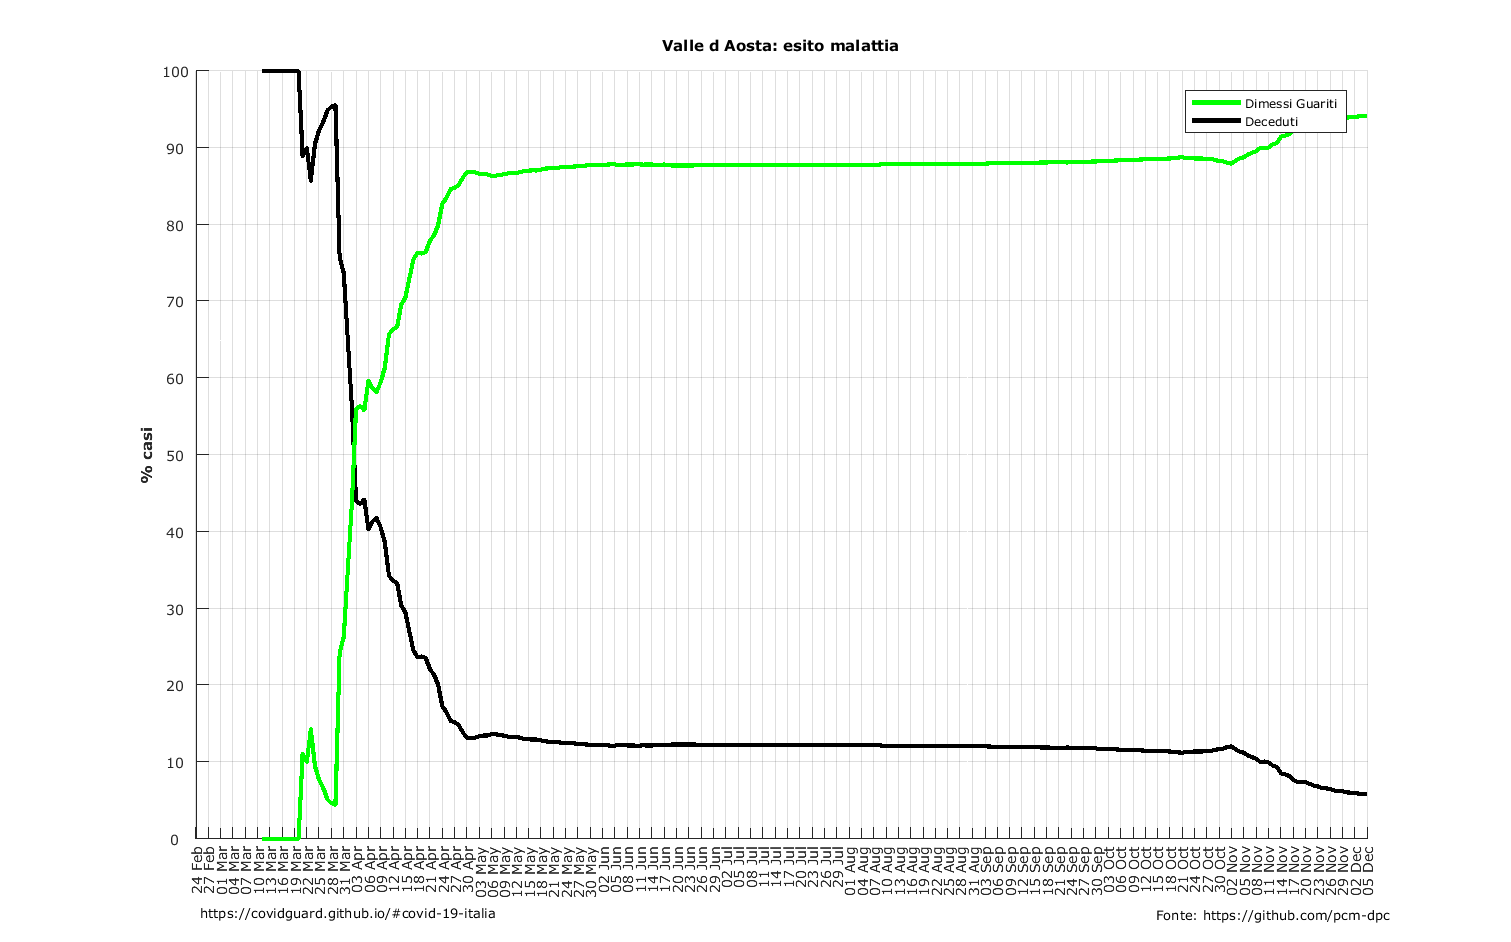 Valle d Aosta: esito malattia
Dimessi Guariti
Deceduti
% casi
100
90
80
70
60
50
40
30
20
10
0
24 Feb
27 Feb
01 Mar
04 Mar
07 Mar
10 Mar
13 Mar
16 Mar
19 Mar
22 Mar
25 Mar
28 Mar
31 Mar
03 Apr
06 Apr
09 Apr
12 Apr
15 Apr
18 Apr
21 Apr
24 Apr
27 Apr
30 Apr
03 May
06 May
09 May
12 May
15 May
18 May
21 May
24 May
27 May
30 May
02 Jun
05 Jun
08 Jun
11 Jun
14 Jun
17 Jun
20 Jun
23 Jun
26 Jun
29 Jun
02 Jul
05 Jul
08 Jul
11 Jul
14 Jul
17 Jul
20 Jul
23 Jul
26 Jul
29 Jul
01 Aug
04 Aug
07 Aug
10 Aug
13 Aug
16 Aug
19 Aug
22 Aug
25 Aug
28 Aug
31 Aug
03 Sep
06 Sep
09 Sep
12 Sep
15 Sep
18 Sep
21 Sep
24 Sep
27 Sep
30 Sep
03 Oct
06 Oct
09 Oct
12 Oct
15 Oct
18 Oct
21 Oct
24 Oct
27 Oct
30 Oct
02 Nov
05 Nov
08 Nov
11 Nov
14 Nov
17 Nov
20 Nov
23 Nov
26 Nov
29 Nov
02 Dec
05 Dec
https://covidguard.github.io/#covid-19-italia
Fonte: https://github.com/pcm-dpc